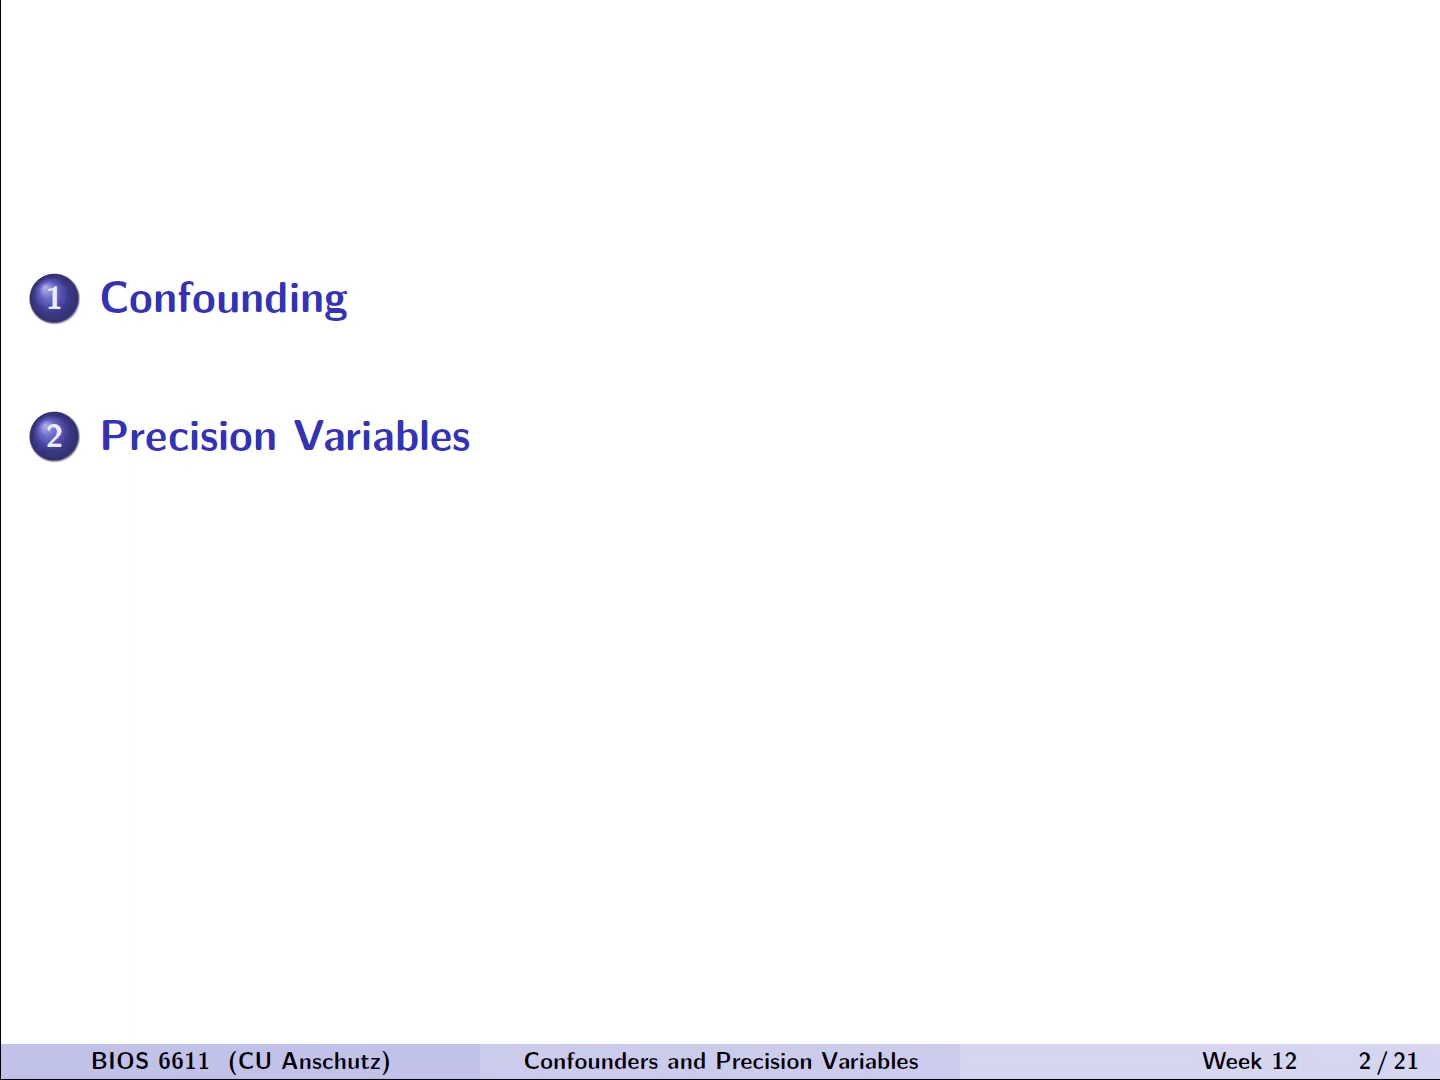 1 Confounding
2 Precision Variables
BIOS 6611 (CU Anschutz) Confounders and Precision Variables Week 12 2 / 21